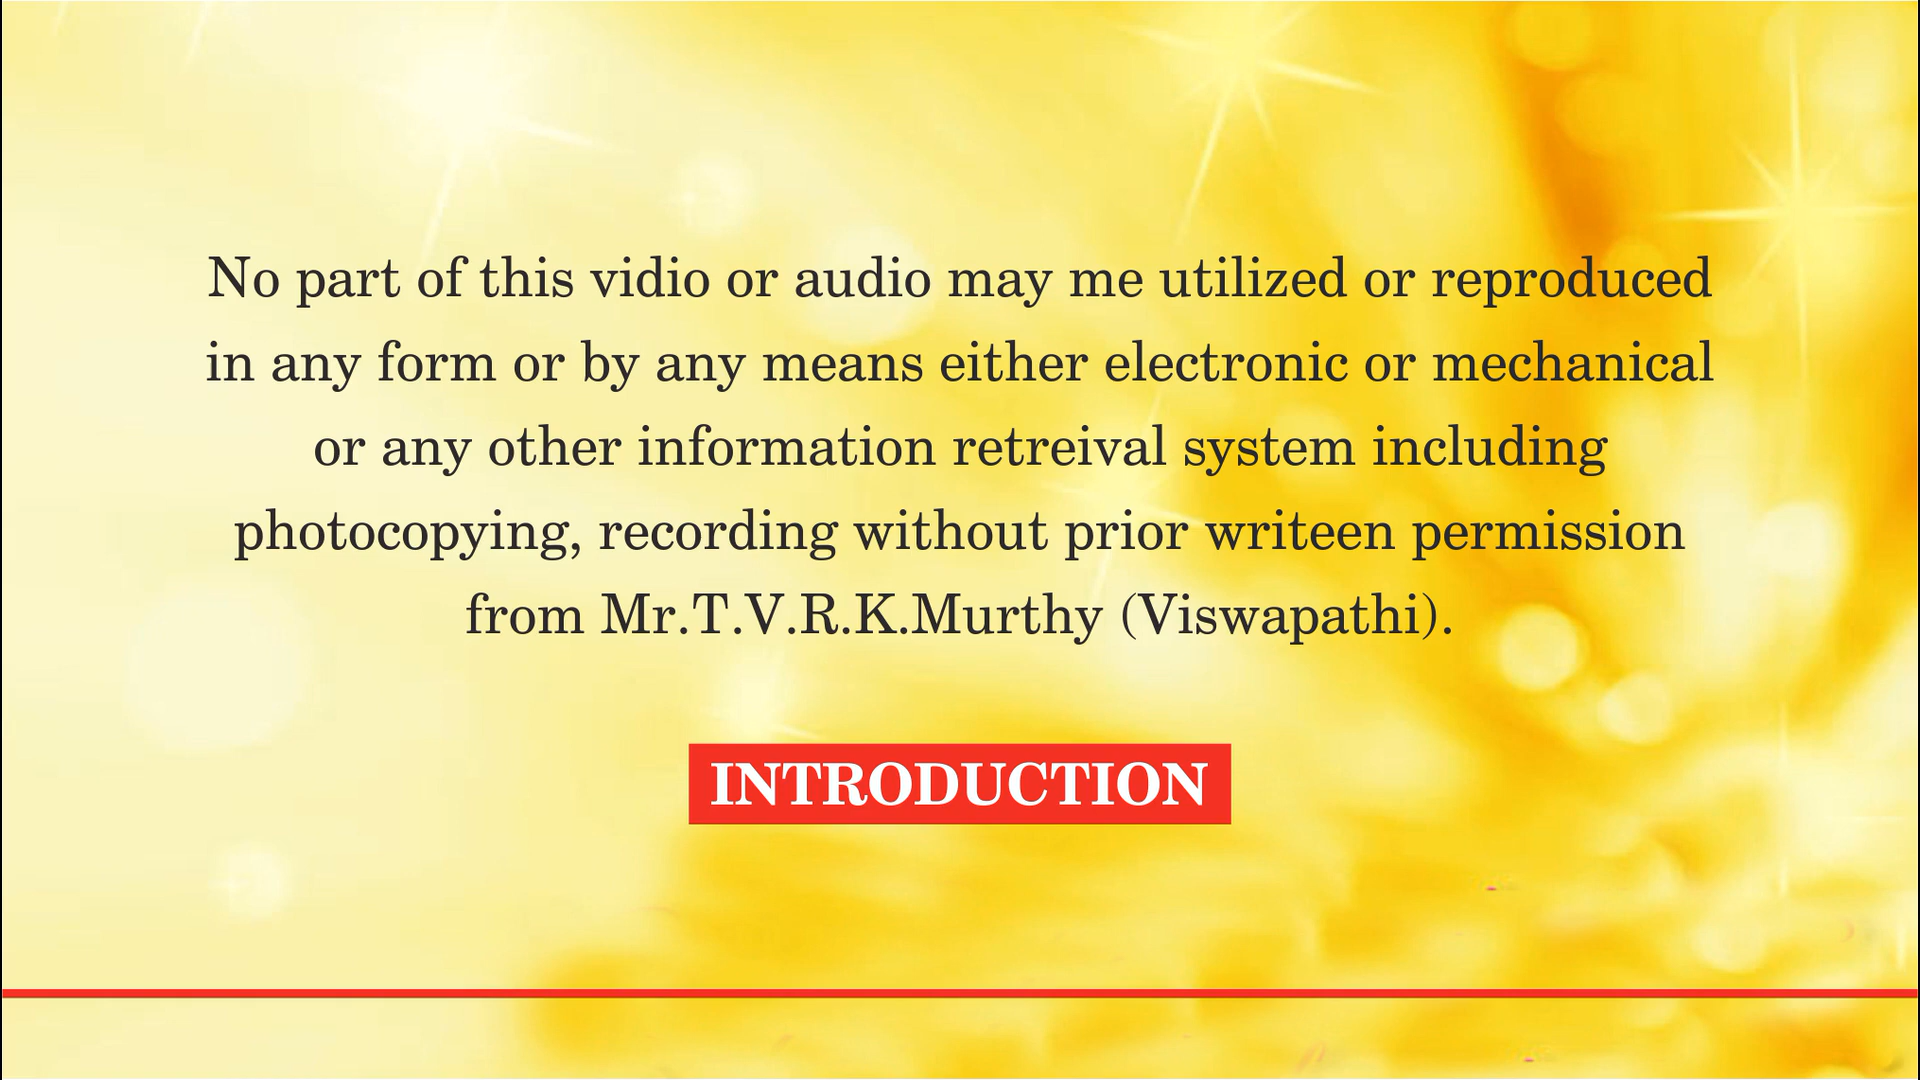 No part of this vidio or audio may me utilized or reproduced
in any form or by any means either electronic or mechanical
or any other information retreival system including
photocopying, recording without prior writeen permission
from Mr.T.V.R.K.Murthy (Viswapathi).
INTRODUCTION